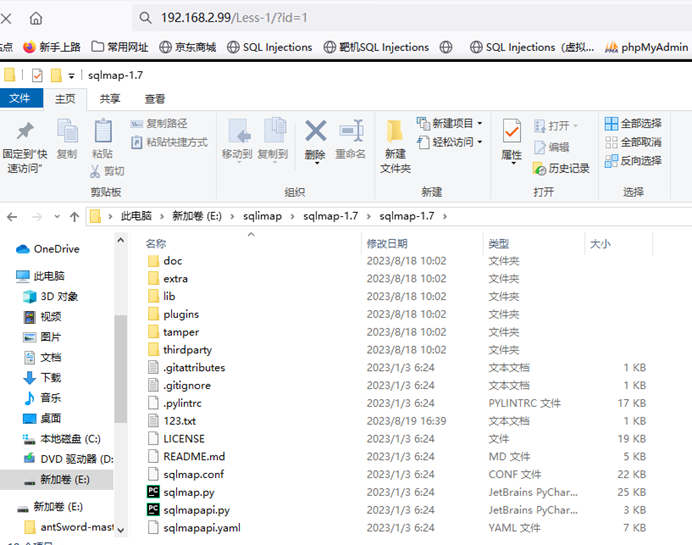 192.168.2.99/Less-1/?id=1
站点 新手上路 常用网址 京东商城 SQL Injections 靶机SQL Injections SQL Injections（虚拟... phpMyAdmin
sqlmap-1.7
文件 主页 共享 查看
固定到"快速访问"
复制
粘贴
复制路径
粘贴快捷方式
剪切
移动到
复制到
删除
重命名
新建
文件夹
新建项目
轻松访问
属性
打开
编辑
历史记录
全部选择
全部取消
反向选择
剪贴板 组织 新建 打开 选择
此电脑 > 新加卷 (E:) > sqlimap > sqlmap-1.7 > sqlmap-1.7 >
OneDrive
此电脑
3D 对象
视频
图片
文档
下载
音乐
桌面
本地磁盘 (C:)
DVD 驱动器 (D:
新加卷 (E:)
新加卷 (E:)
antSword-mast
名称 修改日期 类型 大小
doc 2023/8/18 10:02 文件夹
extra 2023/8/18 10:02 文件夹
lib 2023/8/18 10:02 文件夹
plugins 2023/8/18 10:02 文件夹
tamper 2023/8/18 10:02 文件夹
thirdparty 2023/8/18 10:02 文件夹
.gitattributes 2023/1/3 6:24 文本文档 1 KB
.gitignore 2023/1/3 6:24 文本文档 1 KB
.pylintrc 2023/1/3 6:24 PYLINTRC 文件 17 KB
123.txt 2023/8/19 16:39 文本文档 1 KB
LICENSE 2023/1/3 6:24 文件 19 KB
README.md 2023/1/3 6:24 MD 文件 5 KB
sqlmap.conf 2023/1/3 6:24 CONF 文件 22 KB
sqlmap.py 2023/1/3 6:24 JetBrains PyChar... 25 KB
sqlmapapi.py 2023/1/3 6:24 JetBrains PyChar... 3 KB
sqlmapapi.yaml 2023/1/3 6:24 YAML 文件 7 KB